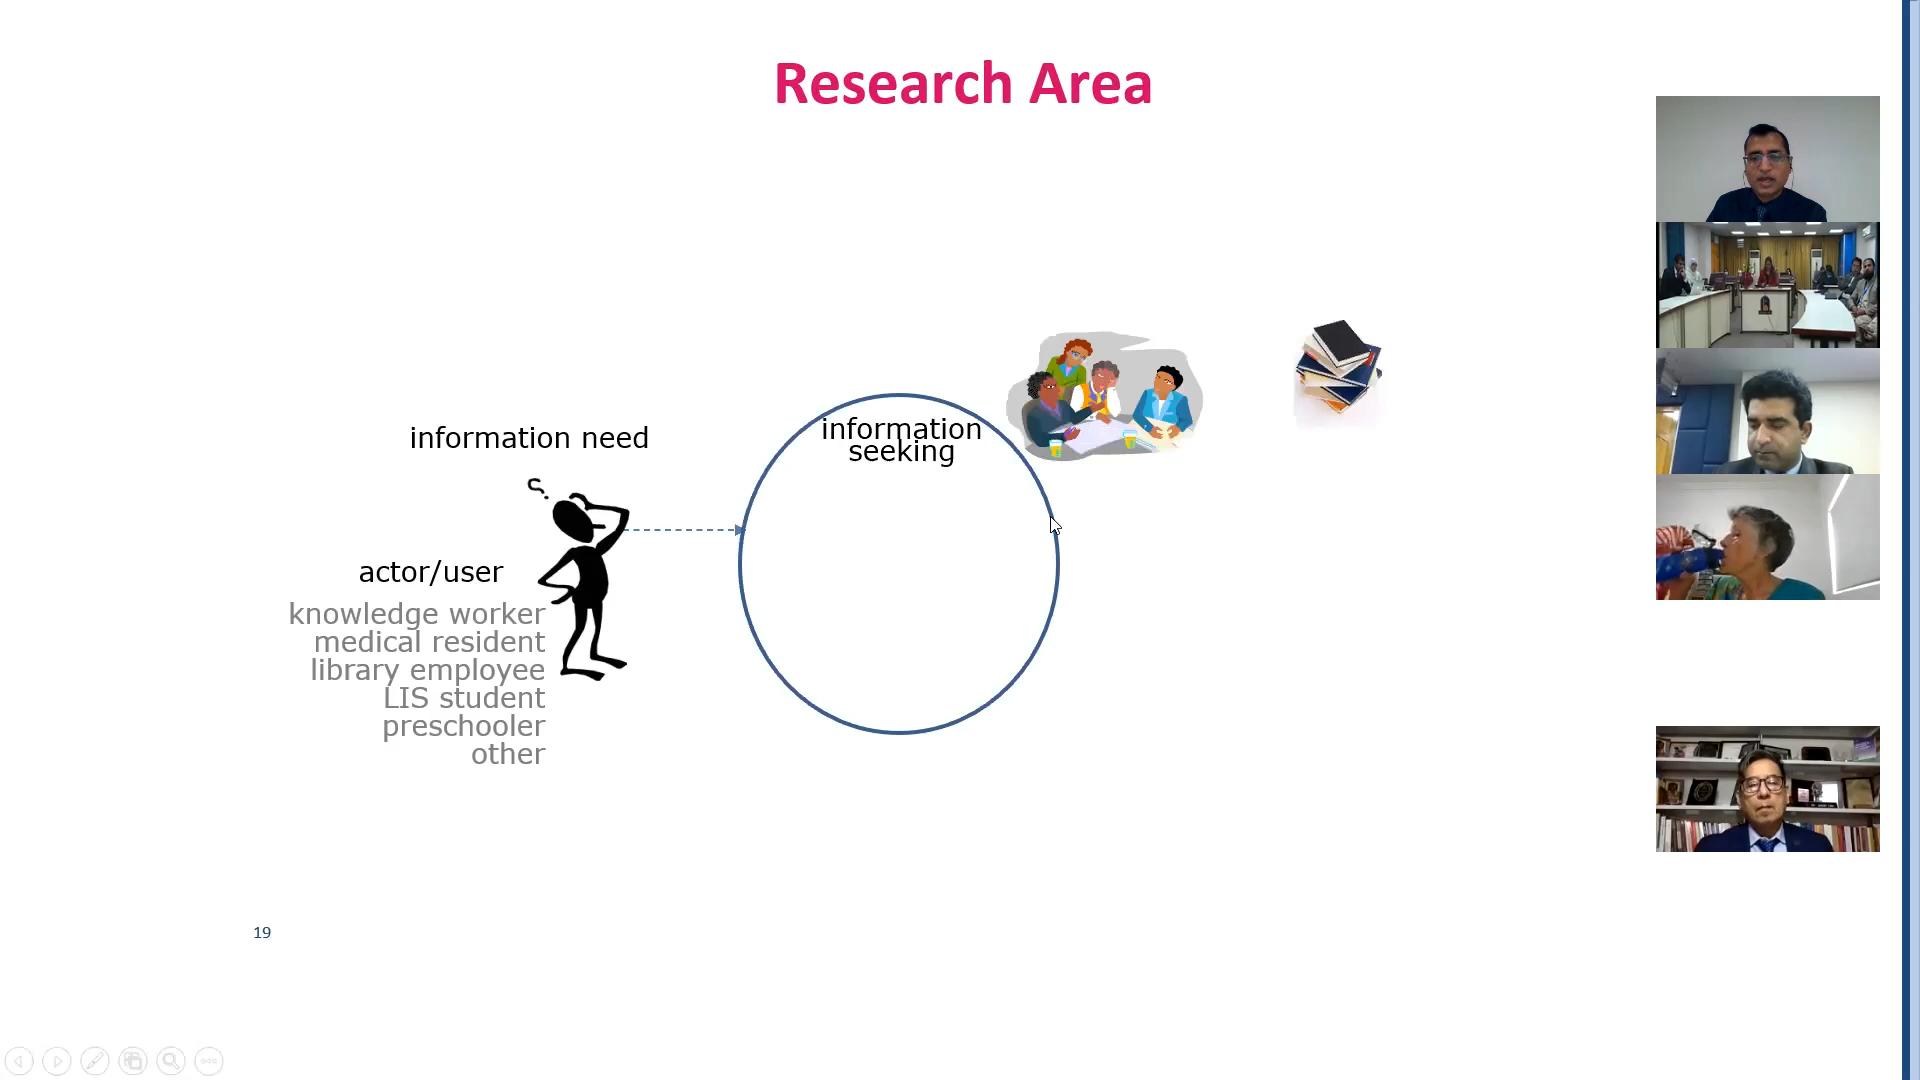 Research Area
information need
information
seeking
actor/user
knowledge worker
medical resident
library employee
LIS student
preschooler
other
19